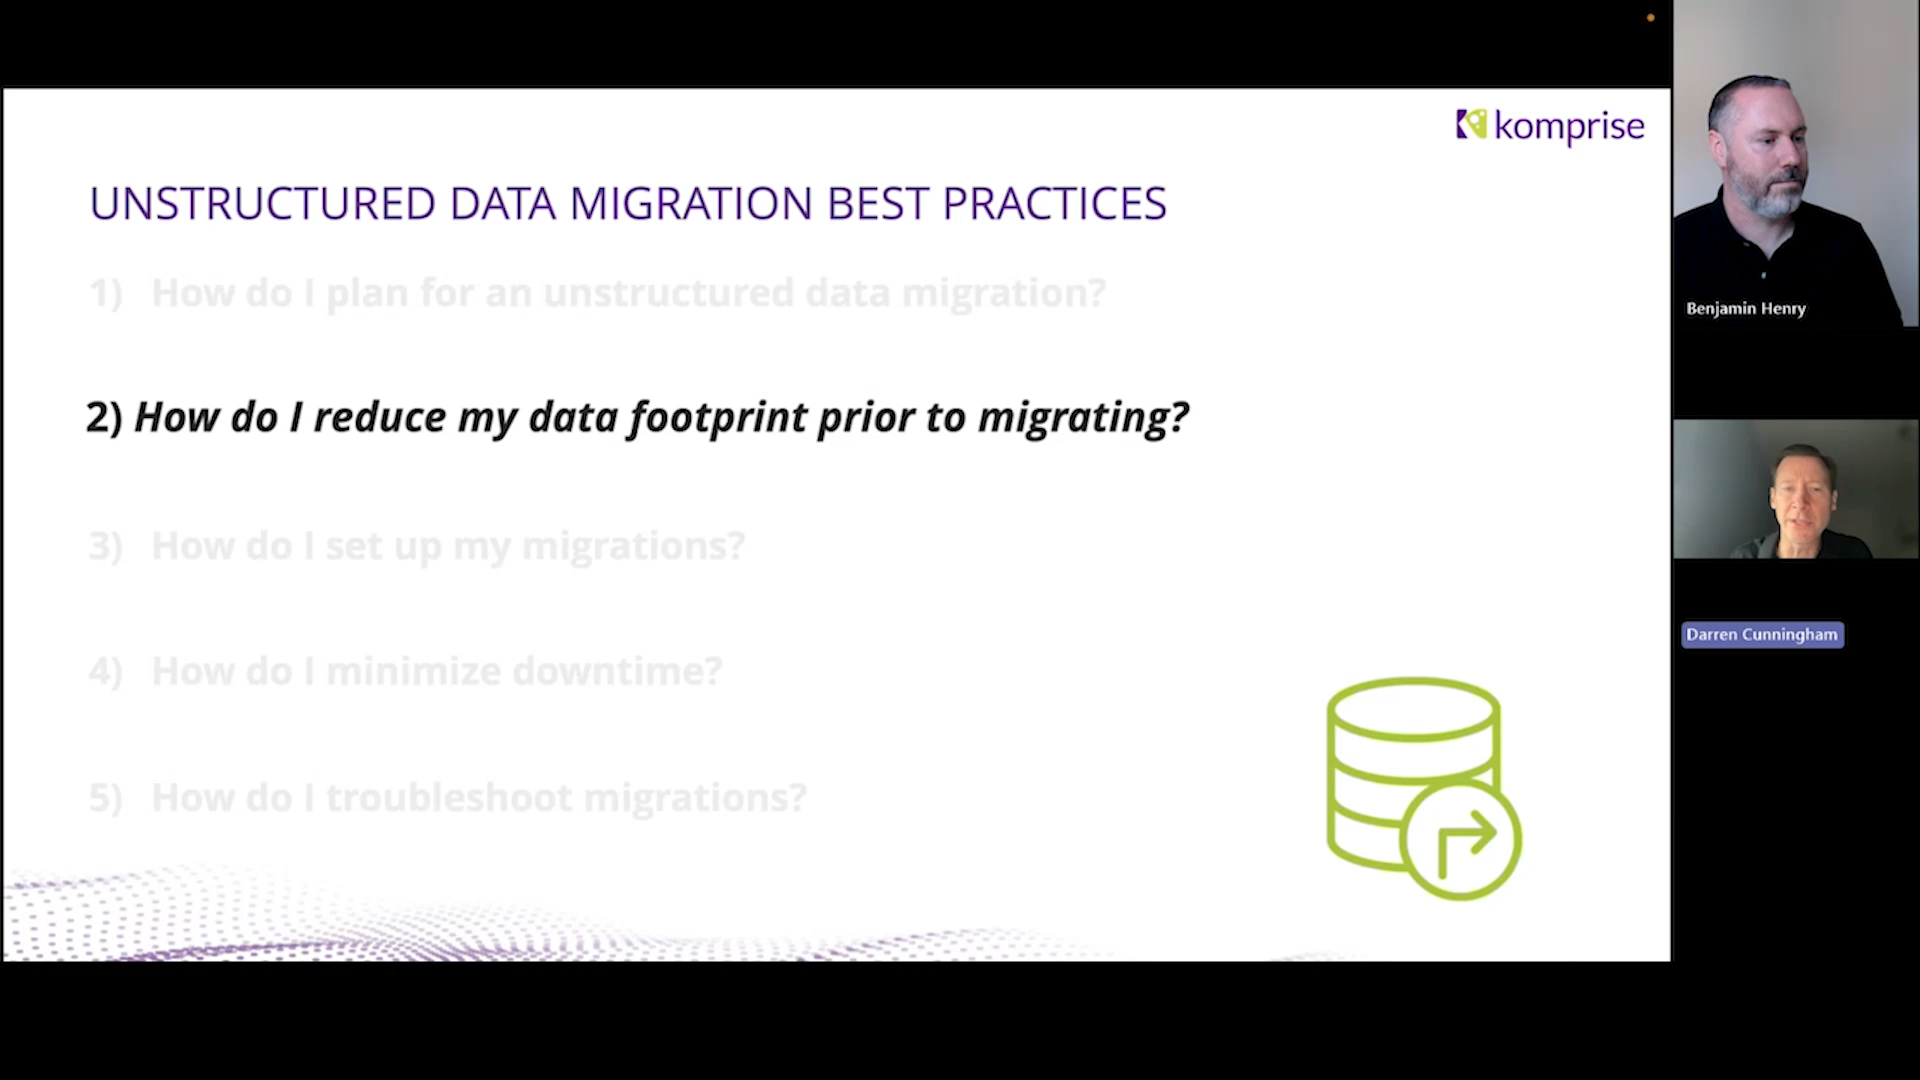 komprise
UNSTRUCTURED DATA MIGRATION BEST PRACTICES
1) How do I plan for an unstructured data migration?
2) How do I reduce my data footprint prior to migrating?
3) How do I set up my migrations?
4) How do I minimize downtime?
5) How do I troubleshoot migrations?
Benjamin Henry
Darren Cunningham